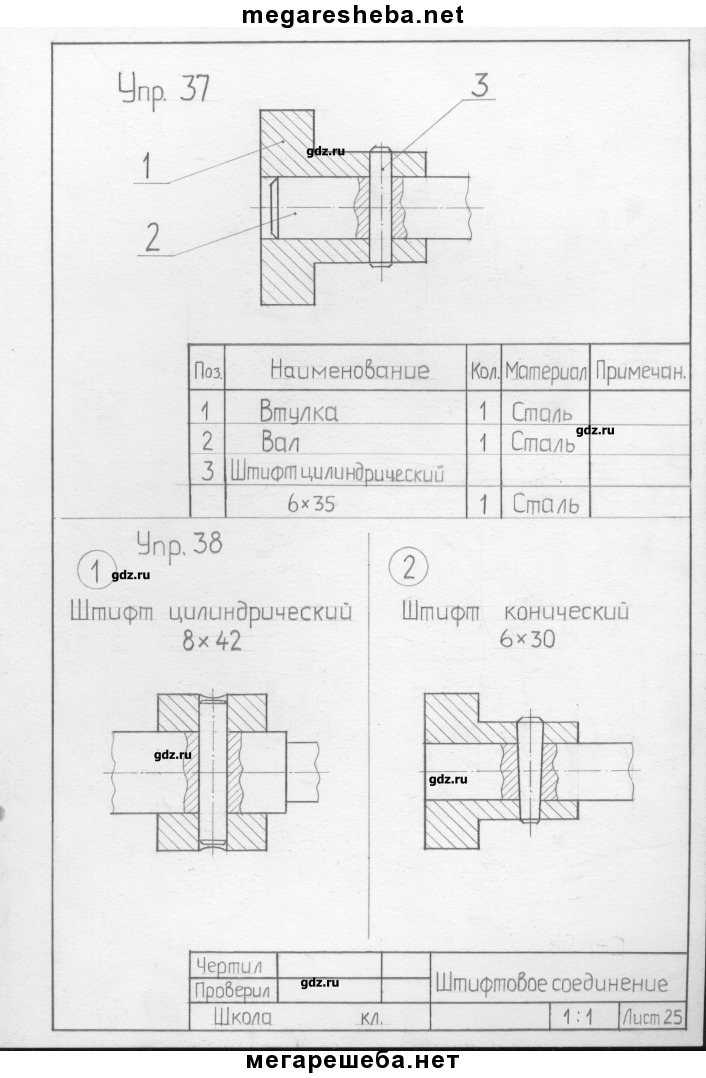 megaresheba.net
Упр. 37
3
gdz.ru
1
2
Поз. Наименование Кол. Материал Примечан.
1 Втулка 1 Сталь
gdz.ru
2 Вал 1 Сталь
3 Штифт цилиндрический
6×35 1 Сталь
Упр. 38
1
gdz.ru
Штифт цилиндрический
8×42
gdz.ru
2
Штифт конический
6×30
gdz.ru
Чертил
Проверил
gdz.ru
Штифтовое соединение
Школа кл. 1:1 Лист 25
мегарешеба.нет